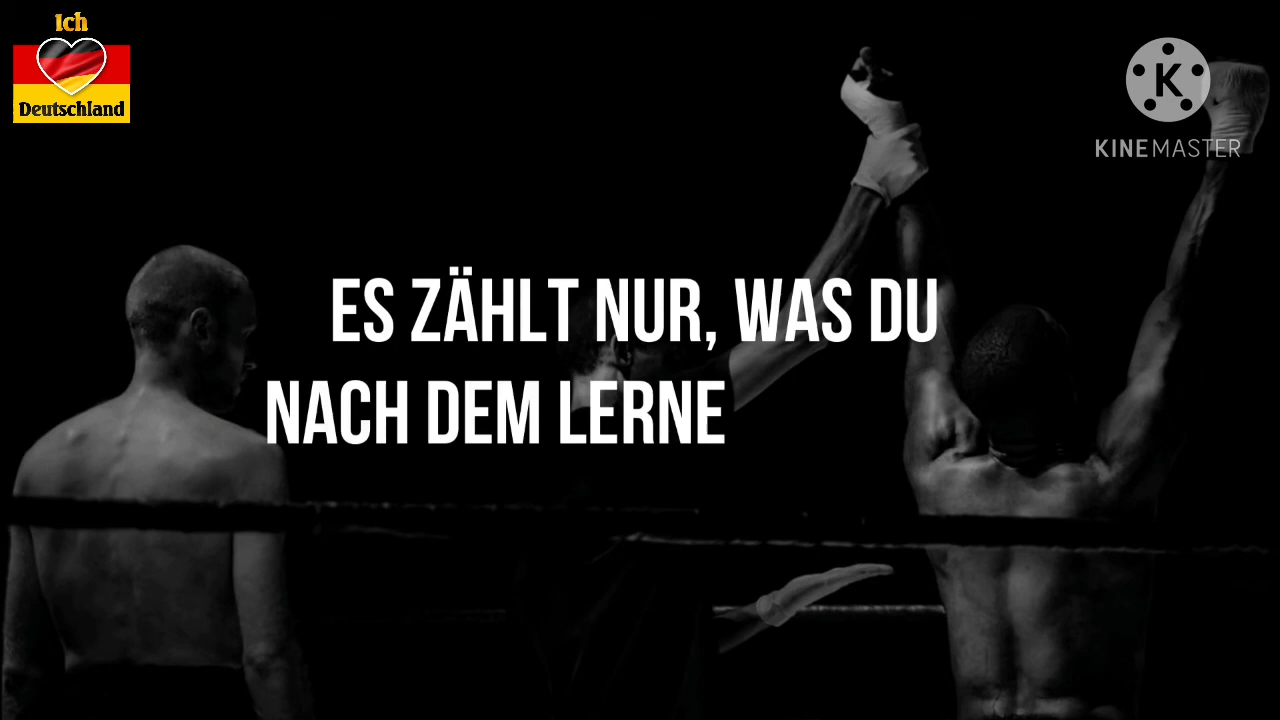 Ich
Deutschland
K
KINEMASTER
ES ZÄHLT NUR, WAS DU
NACH DEM LERNE